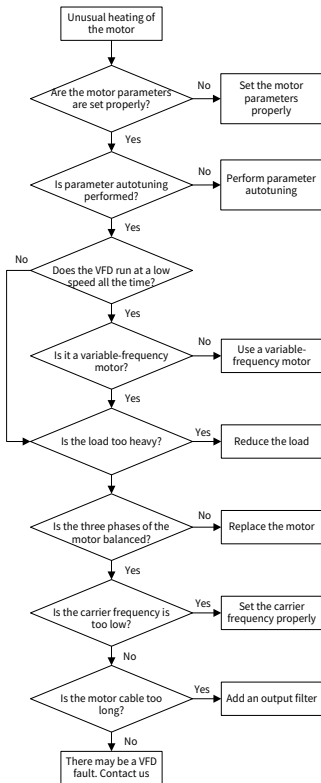 Unusual heating of
the motor
Are the motor parameters
are set properly?
No
Set the motor
parameters
properly
Yes
Is parameter autotuning
performed?
No
Perform parameter
autotuning
Yes
Does the VFD run at a low
speed all the time?
No
Yes
Is it a variable-frequency
motor?
No
Use a variable-
frequency motor
Yes
Is the load too heavy?
Yes
Reduce the load
Is the three phases of the
motor balanced?
No
Replace the motor
Yes
Is the carrier frequency is
too low?
Yes
Set the carrier
frequency properly
No
Is the motor cable too
long?
Yes
Add an output filter
No
There may be a VFD
fault. Contact us